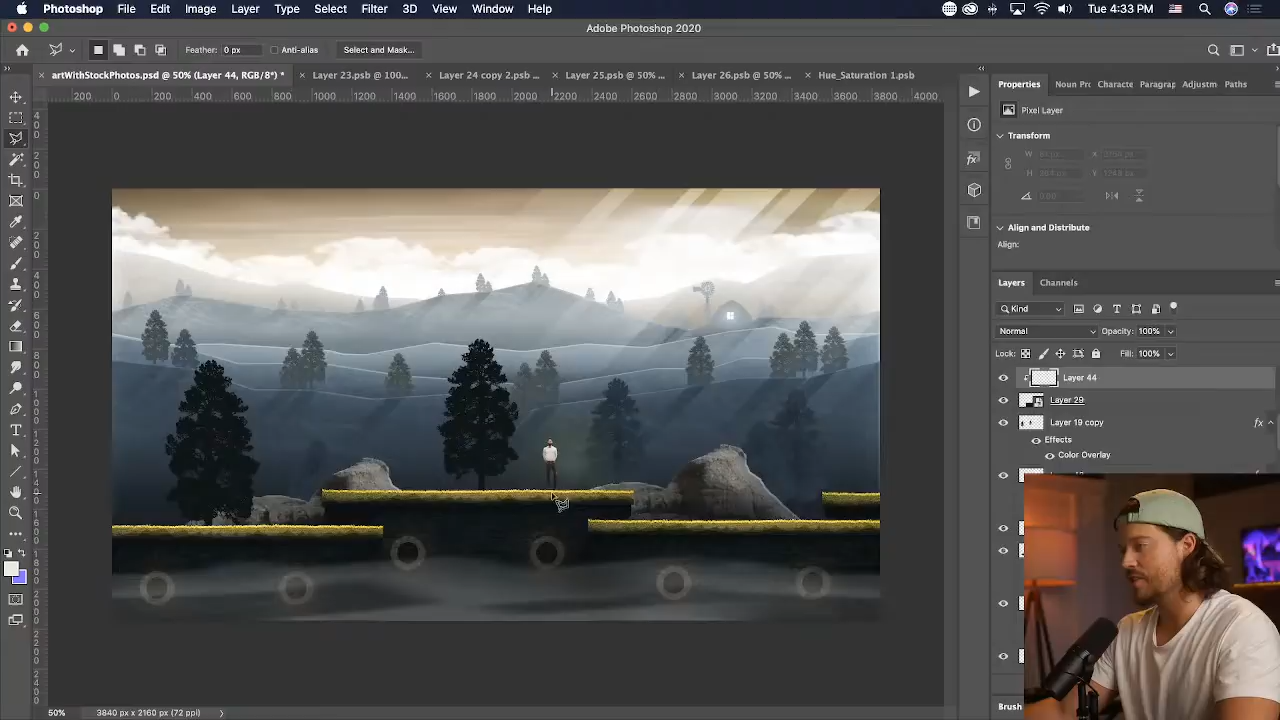 Photoshop File Edit Image Layer Type Select Filter 3D View Window Help Tue 4:33 PM
Adobe Photoshop 2020
Feather: 0 px Anti-alias Select and Mask...
artWithStockPhotos.psd @ 50% (Layer 44, RGB/8*) * Layer 23.psb @ 100... Layer 24 copy 2.psb ... Layer 25.psb @ 50% ... Layer 26.psb @ 50% ... Hue_Saturation 1.psb
200 0 200 400 600 800 1000 1200 1400 1600 1800 2000 2200 2400 2600 2800 3000 3200 3400 3600 3800 4000
Properties Noun Pr Characte Paragrap Adjustm Paths
Pixel Layer
Transform
W X
H Y
0.00
Align and Distribute
Align:
Layers Channels
Kind
Normal Opacity: 100%
Lock: Fill: 100%
Layer 44
Layer 29
Layer 19 copy fx
Effects
Color Overlay
Brush
50% 3840 px x 2160 px (72 ppi)